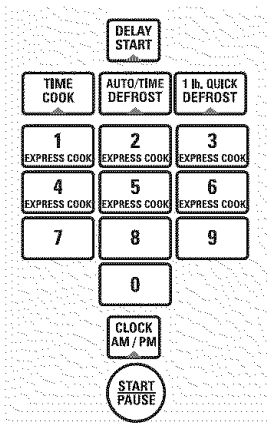 DELAY
START
TIME
COOK
AUTO/TIME
DEFROST
1 lb. QUICK
DEFROST
1
EXPRESS COOK
2
EXPRESS COOK
3
EXPRESS COOK
4
EXPRESS COOK
5
EXPRESS COOK
6
EXPRESS COOK
7
8
9
0
CLOCK
AM / PM
START
PAUSE